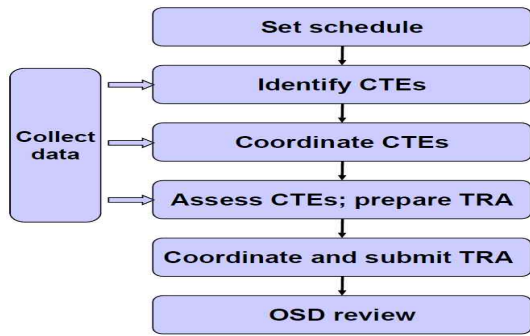 Set schedule
Identify CTEs
Collect
data
Coordinate CTEs
Assess CTEs; prepare TRA
Coordinate and submit TRA
OSD review